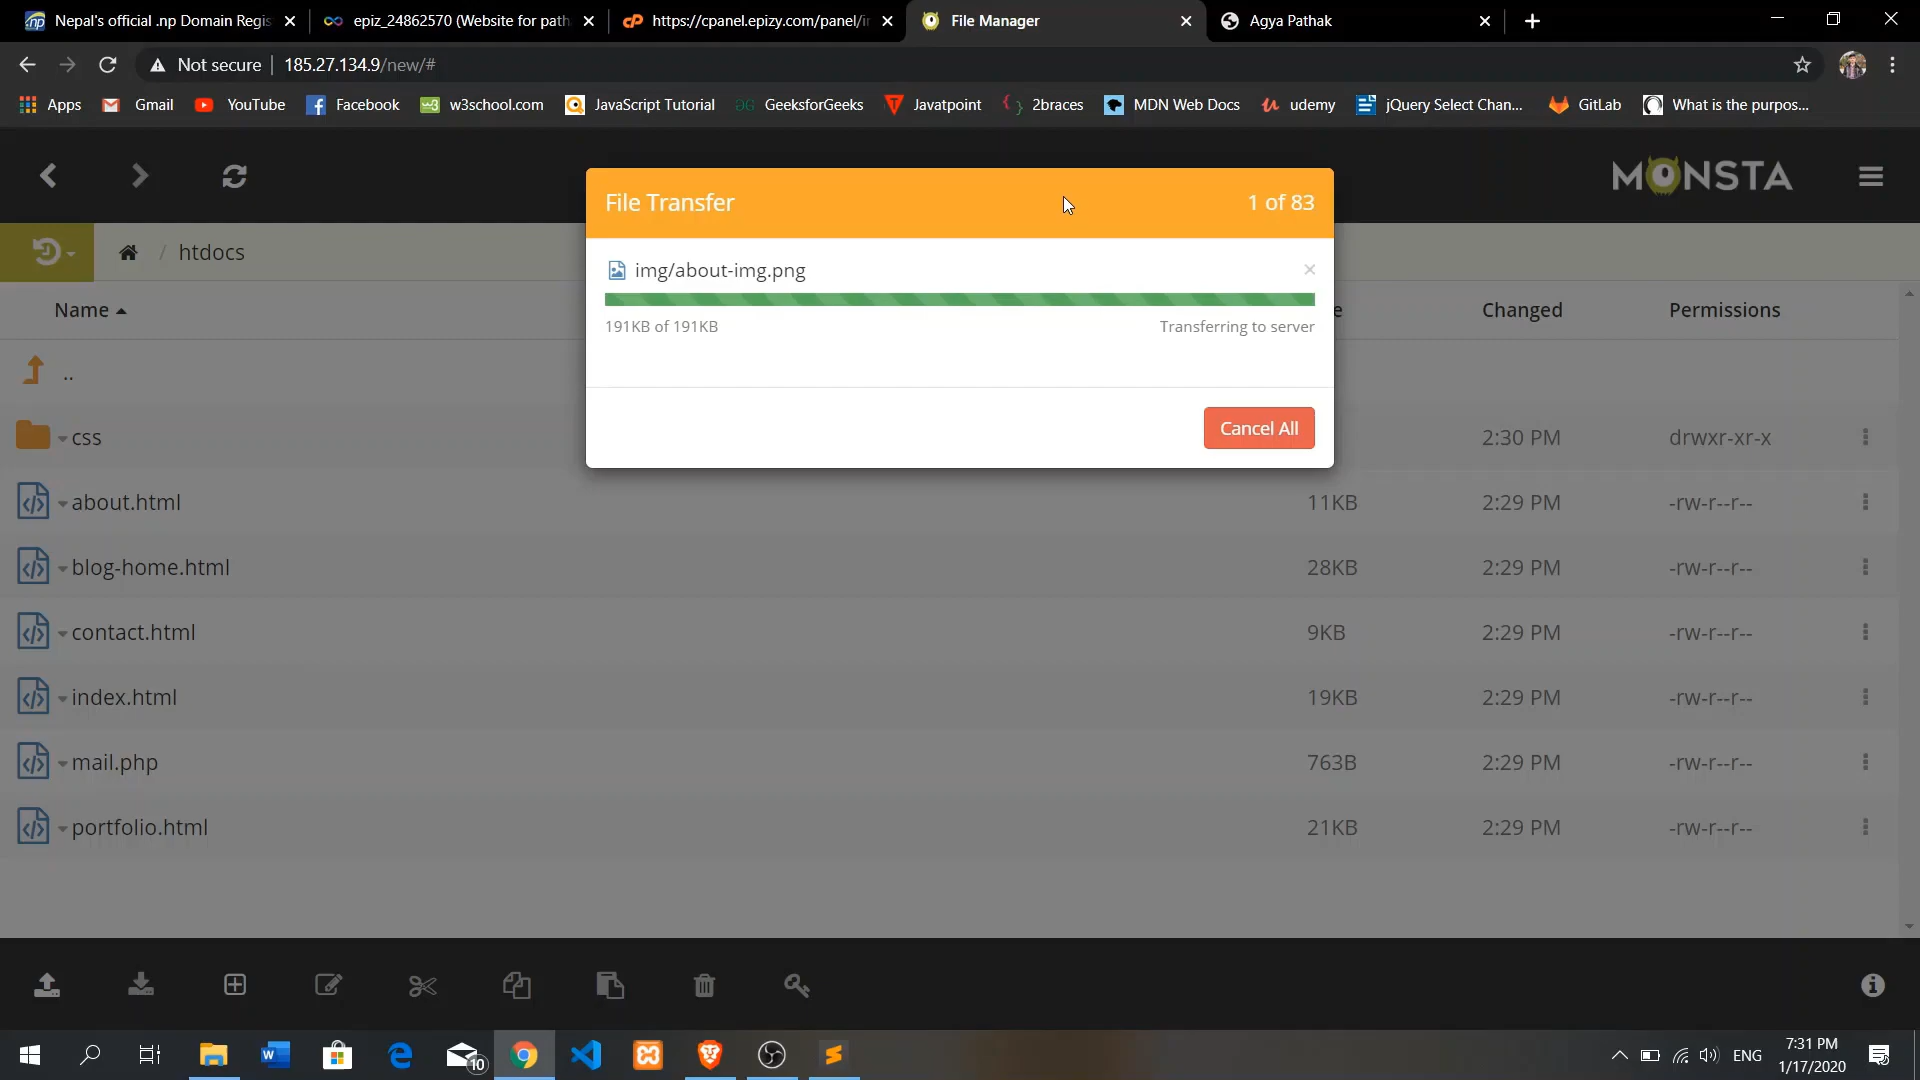 Nepal's official .np Domain Regis
epiz_24862570 (Website for path
https://cpanel.epizy.com/panel/in
File Manager
Agya Pathak
Not secure
185.27.134.9/new/#
Apps
Gmail
YouTube
Facebook
w3school.com
JavaScript Tutorial
GeeksforGeeks
Javatpoint
2braces
MDN Web Docs
udemy
jQuery Select Chan...
GitLab
What is the purpos...
MONSTA
File Transfer
1 of 83
img/about-img.png
191KB of 191KB
Transferring to server
Cancel All
/ htdocs
Name
e
Changed
Permissions
..
css
2:30 PM
drwxr-xr-x
about.html
11KB
2:29 PM
-rw-r--r--
blog-home.html
28KB
2:29 PM
-rw-r--r--
contact.html
9KB
2:29 PM
-rw-r--r--
index.html
19KB
2:29 PM
-rw-r--r--
mail.php
763B
2:29 PM
-rw-r--r--
portfolio.html
21KB
2:29 PM
-rw-r--r--
10
ENG
7:31 PM
1/17/2020